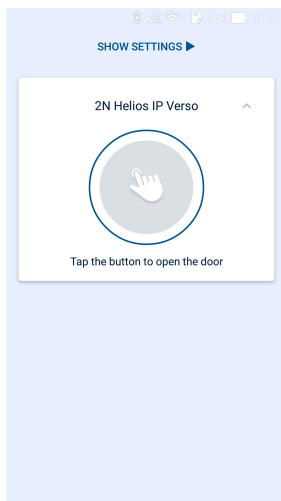 SHOW SETTINGS ▶
2N Helios IP Verso
Tap the button to open the door